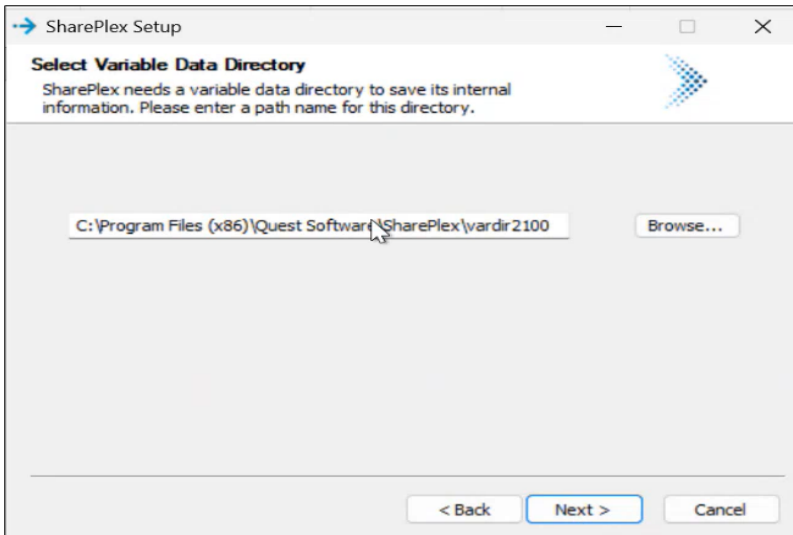 SharePlex Setup
Select Variable Data Directory
SharePlex needs a variable data directory to save its internal
information. Please enter a path name for this directory.
C:\Program Files (x86)\Quest Software\SharePlex\vardir2100
Browse...
< Back
Next >
Cancel